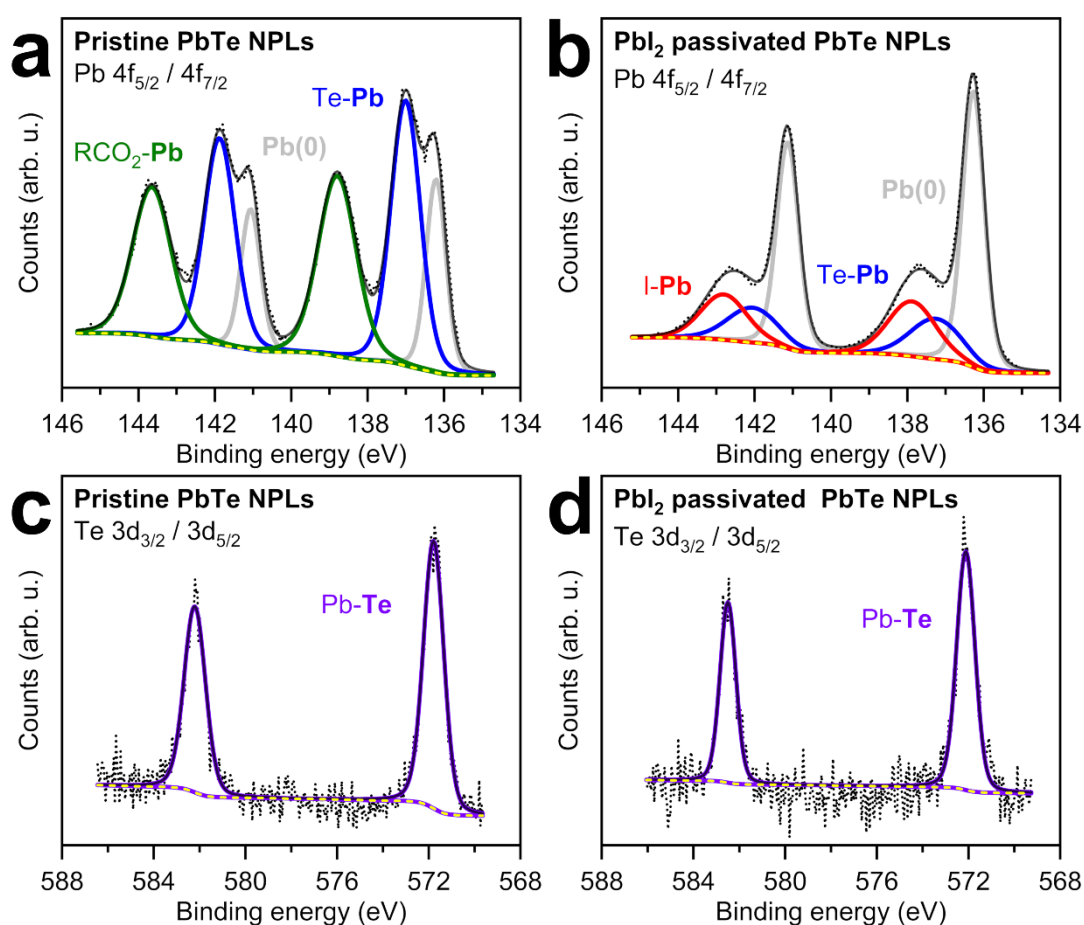 a
Pristine PbTe NPLs
Pb 4f5/2 / 4f7/2
RCO2-Pb
Pb(0)
Te-Pb
Counts (arb. u.)
146 144 142 140 138 136 134
Binding energy (eV)
b
PbI2 passivated PbTe NPLs
Pb 4f5/2 / 4f7/2
Pb(0)
I-Pb
Te-Pb
Counts (arb. u.)
146 144 142 140 138 136 134
Binding energy (eV)
c
Pristine PbTe NPLs
Te 3d3/2 / 3d5/2
Pb-Te
Counts (arb. u.)
588 584 580 576 572 568
Binding energy (eV)
d
PbI2 passivated PbTe NPLs
Te 3d3/2 / 3d5/2
Pb-Te
Counts (arb. u.)
588 584 580 576 572 568
Binding energy (eV)